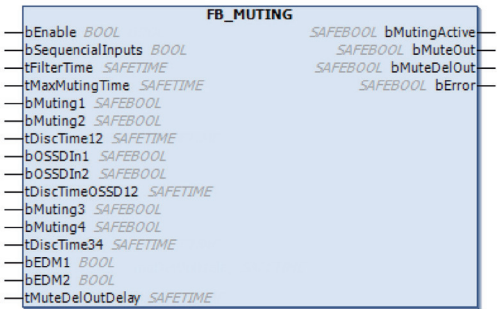 FB_MUTING
bEnable BOOL SAFEBOOL bMutingActive
bSequencialInputs BOOL SAFEBOOL bMuteOut
tFilterTime SAFETIME SAFEBOOL bMuteDelOut
tMaxMutingTime SAFETIME SAFEBOOL bError
bMuting1 SAFEBOOL
bMuting2 SAFEBOOL
tDiscTime12 SAFETIME
bOSSDIn1 SAFEBOOL
bOSSDIn2 SAFEBOOL
tDiscTimeOSSD12 SAFETIME
bMuting3 SAFEBOOL
bMuting4 SAFEBOOL
tDiscTime34 SAFETIME
bEDM1 BOOL
bEDM2 BOOL
tMuteDelOutDelay SAFETIME